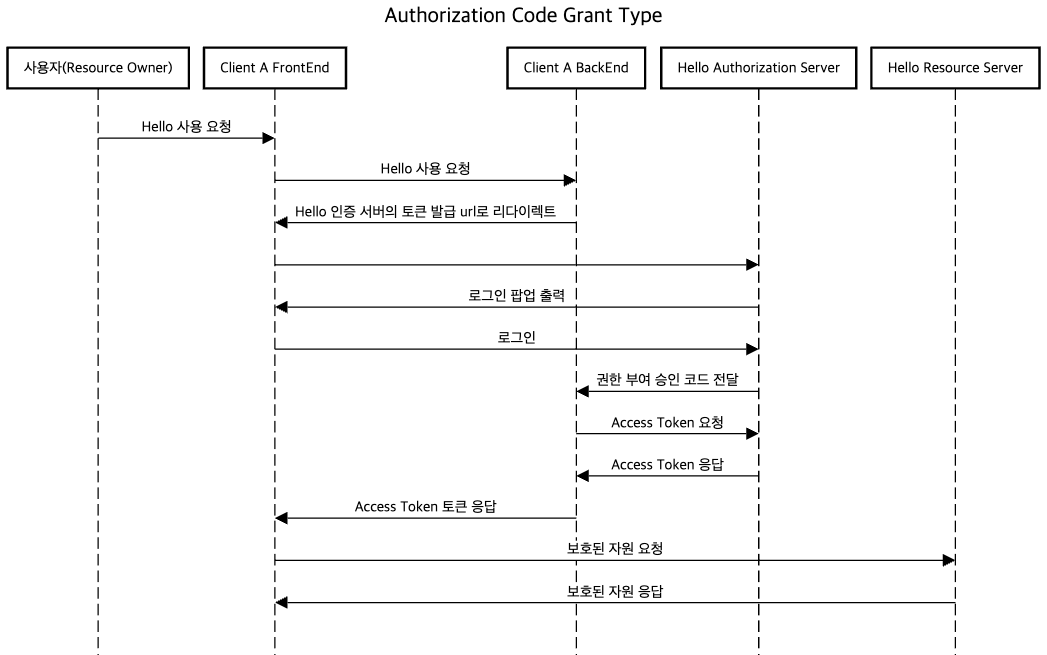 Authorization Code Grant Type
사용자(Resource Owner)
Client A FrontEnd
Client A BackEnd
Hello Authorization Server
Hello Resource Server
Hello 사용 요청
Hello 사용 요청
Hello 인증 서버의 토큰 발급 url로 리다이렉트
로그인 팝업 출력
로그인
권한 부여 승인 코드 전달
Access Token 요청
Access Token 응답
Access Token 토큰 응답
보호된 자원 요청
보호된 자원 응답